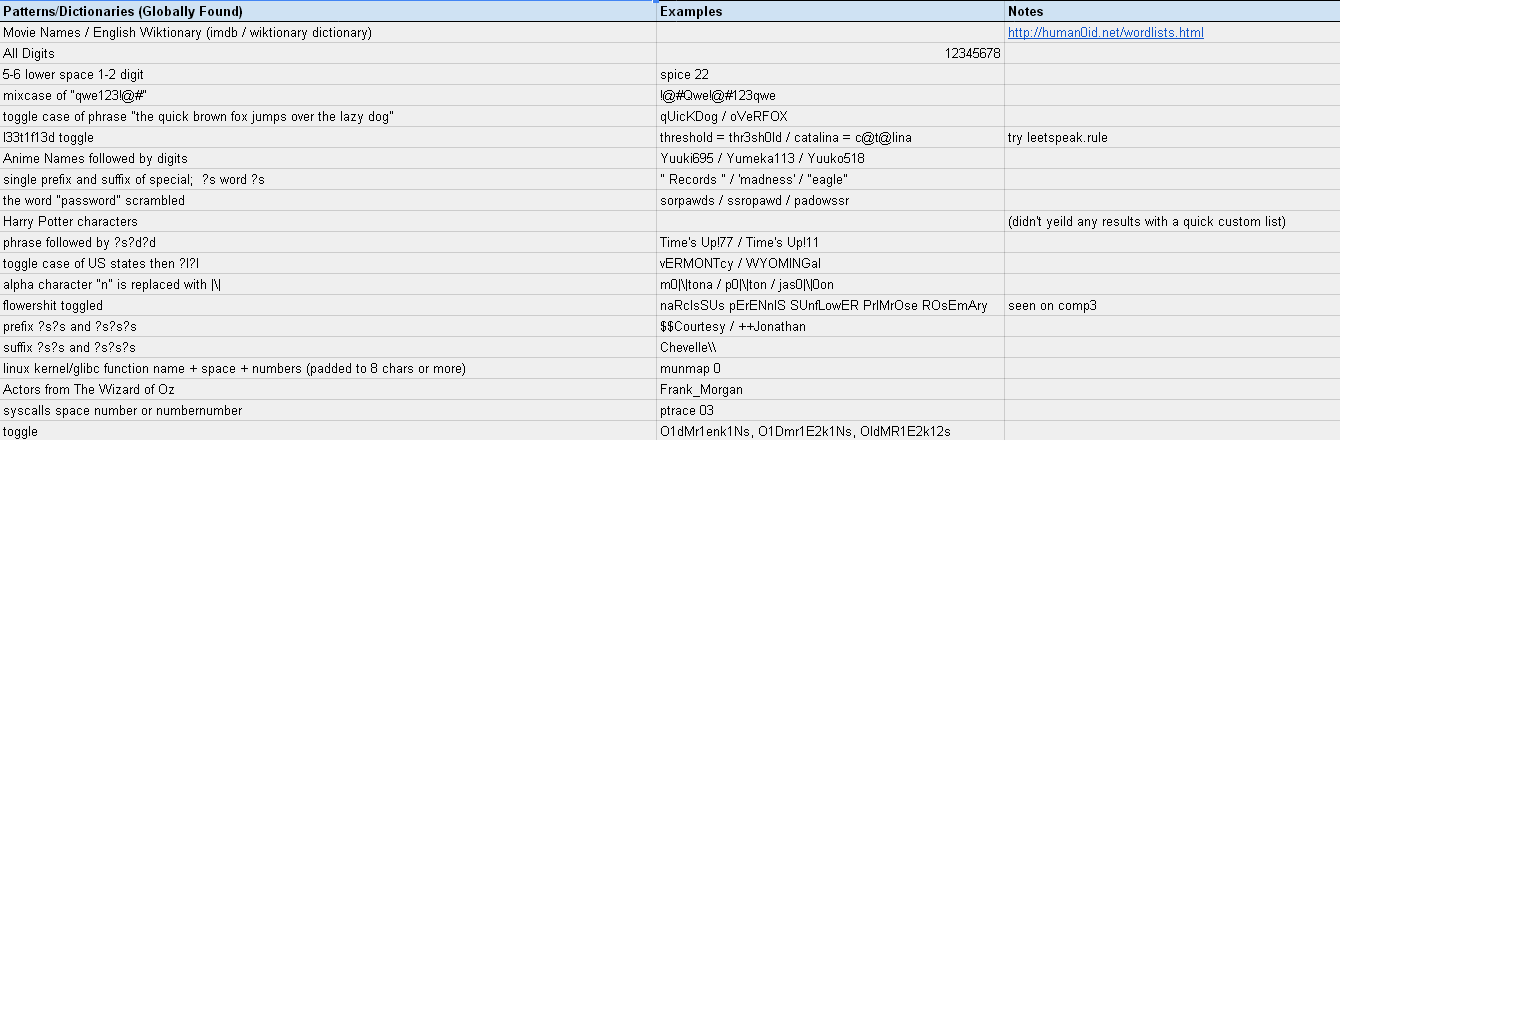 Patterns/Dictionaries (Globally Found) Examples Notes
Movie Names / English Wiktionary (imdb / wiktionary dictionary) http://human0id.net/wordlists.html
All Digits 12345678
5-6 lower space 1-2 digit spice 22
mixcase of "qwe123!@#" !@#Qwe!@#123qwe
toggle case of phrase "the quick brown fox jumps over the lazy dog" qUicKDog / oVeRFOX
l33t1f13d toggle threshold = thr3sh0ld / catalina = c@t@lina try leetspeak.rule
Anime Names followed by digits Yuuki695 / Yumeka113 / Yuuko518
single prefix and suffix of special;  ?s word ?s " Records " / 'madness' / "eagle"
the word "password" scrambled sorpawds / ssropawd / padowssr
Harry Potter characters (didn't yeild any results with a quick custom list)
phrase followed by ?s?d?d Time's Up!77 / Time's Up!11
toggle case of US states then ?l?l vERMONTcy / WYOMINGal
alpha character "n" is replaced with |\| m0|\|tona / p0|\|ton / jas0|\|0on
flowershit toggled naRcIsSUs pErENnIS SUnfLowER PrIMrOse ROsEmAry seen on comp3
prefix ?s?s and ?s?s?s $$Courtesy / ++Jonathan
suffix ?s?s and ?s?s?s Chevelle\\
linux kernel/glibc function name + space + numbers (padded to 8 chars or more) munmap 0
Actors from The Wizard of Oz Frank_Morgan
syscalls space number or numbernumber ptrace 03
toggle O1dMr1enk1Ns, O1Dmr1E2k1Ns, OldMR1E2k12s